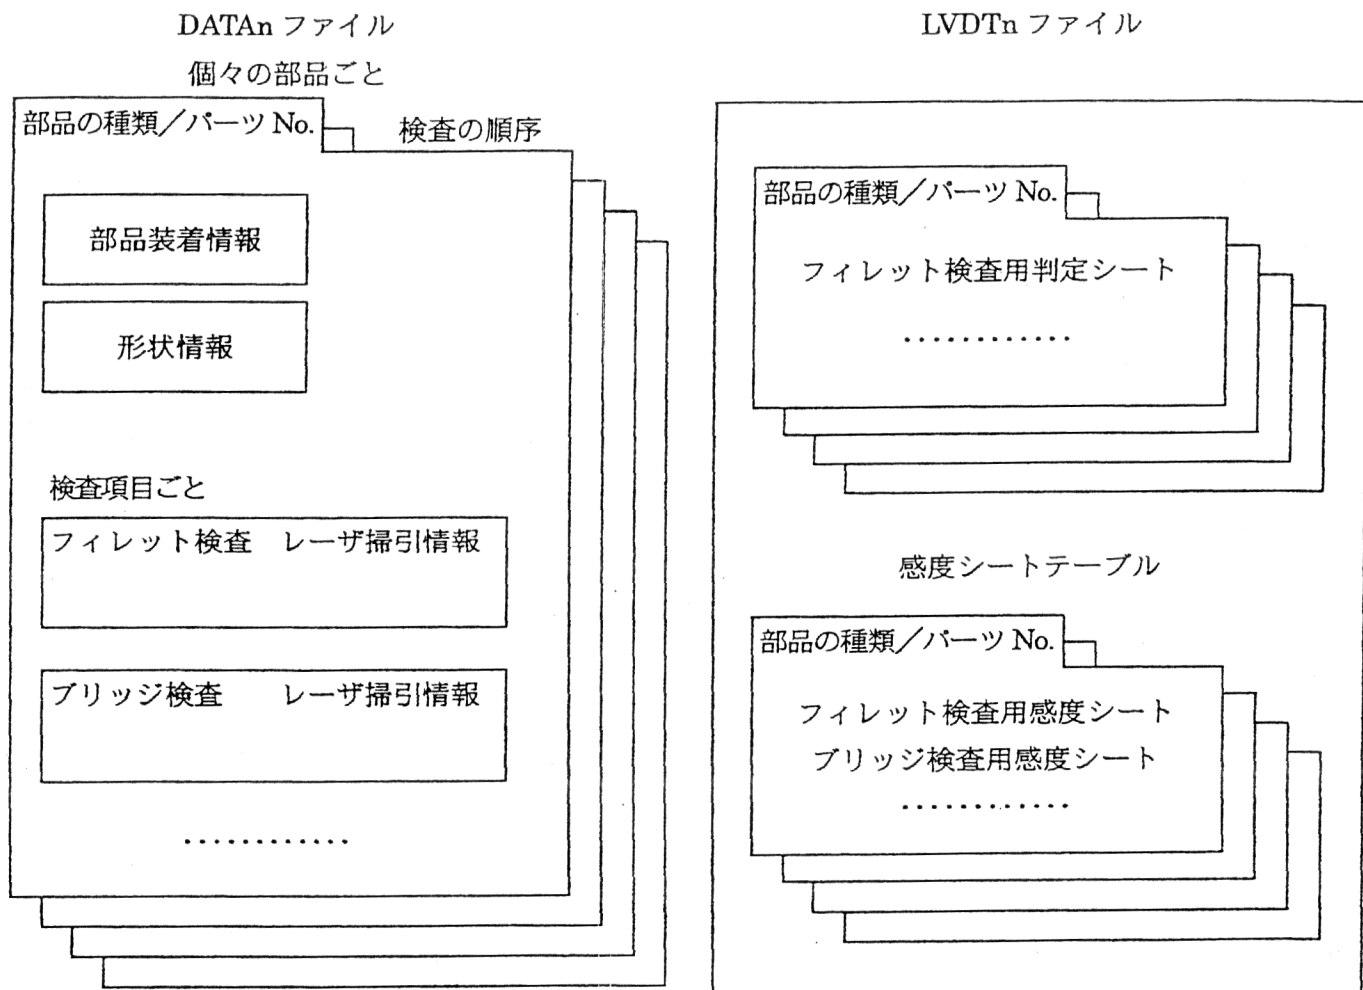 DATAn ファイル
個々の部品ごと
部品の種類／パーツ No.
検査の順序
部品装着情報
形状情報
検査項目ごと
フィレット検査 レーザ掃引情報
ブリッジ検査 レーザ掃引情報
…………
LVDTn ファイル
部品の種類／パーツ No.
フィレット検査用判定シート
…………
感度シートテーブル
部品の種類／パーツ No.
フィレット検査用感度シート
ブリッジ検査用感度シート
…………